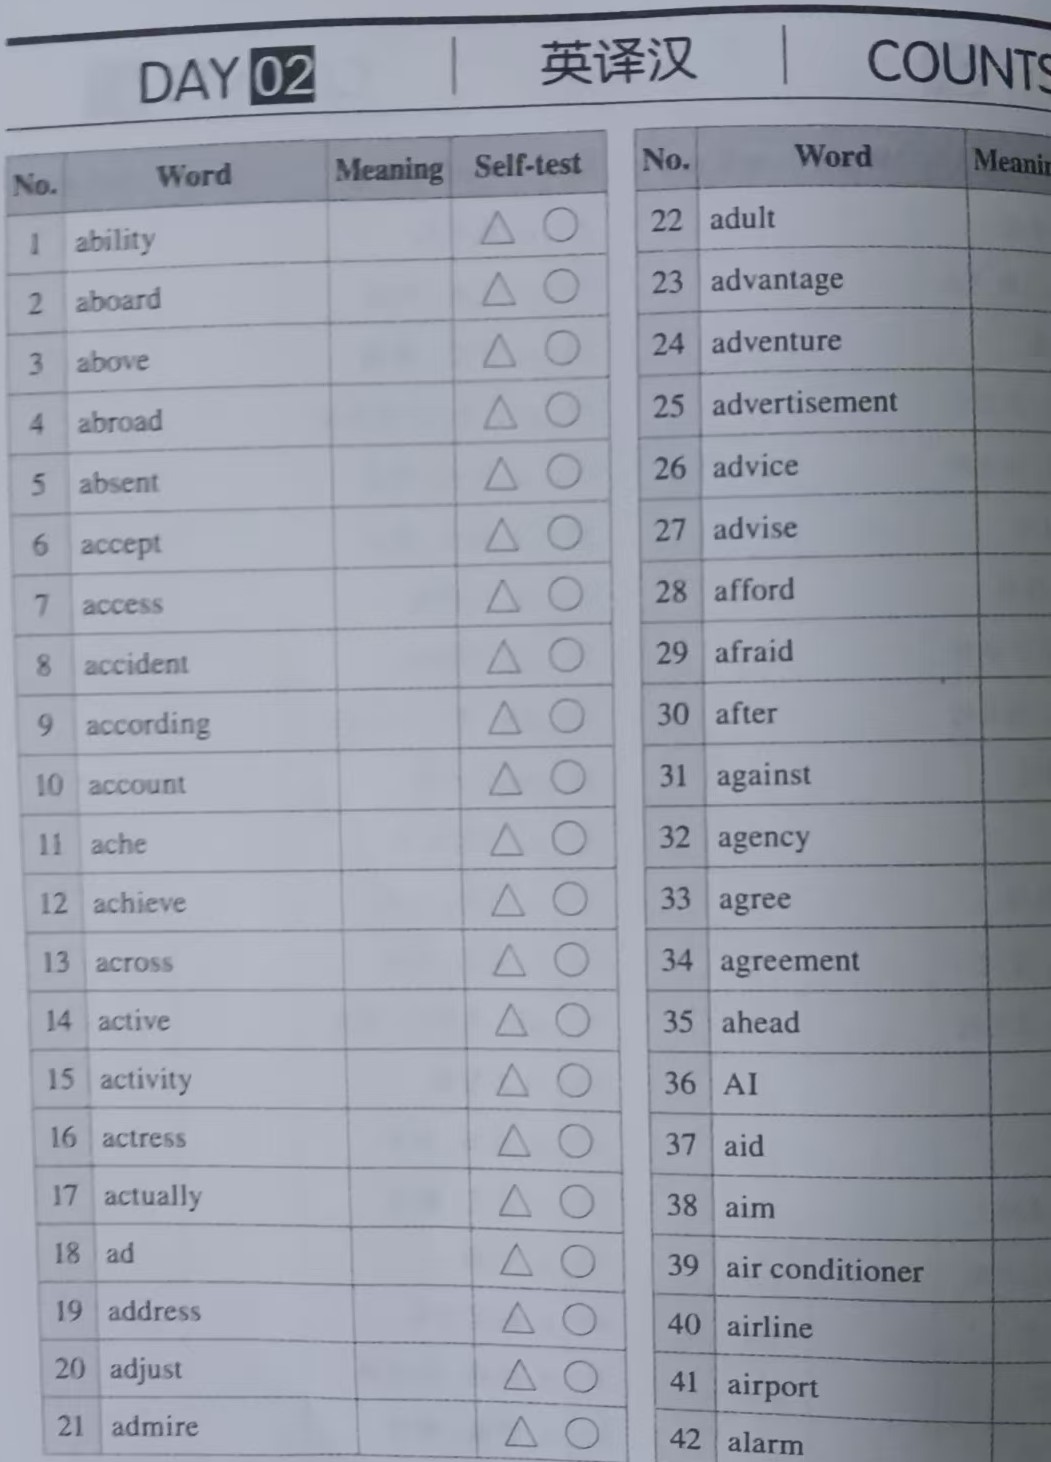 DAY 02 | 英译汉 | COUNTS
No. Word Meaning Self-test
1 ability △ ○
2 aboard △ ○
3 above △ ○
4 abroad △ ○
5 absent △ ○
6 accept △ ○
7 access △ ○
8 accident △ ○
9 according △ ○
10 account △ ○
11 ache △ ○
12 achieve △ ○
13 across △ ○
14 active △ ○
15 activity △ ○
16 actress △ ○
17 actually △ ○
18 ad △ ○
19 address △ ○
20 adjust △ ○
21 admire △ ○
No. Word
22 adult
23 advantage
24 adventure
25 advertisement
26 advice
27 advise
28 afford
29 afraid
30 after
31 against
32 agency
33 agree
34 agreement
35 ahead
36 AI
37 aid
38 aim
39 air conditioner
40 airline
41 airport
42 alarm